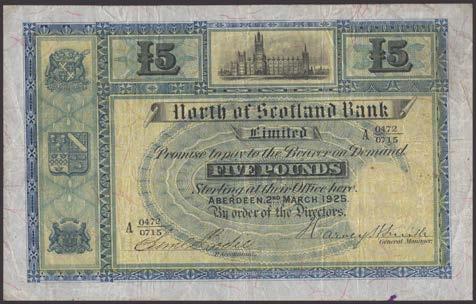 £5 £5
North of Scotland Bank
Limited
A 0472/0715
Promise to pay to the Bearer on Demand
FIVE POUNDS
Sterling at their Office here.
ABERDEEN, 2ND MARCH 1925.
By order of the Directors.
A 0472/0715
Accountant.
General Manager.